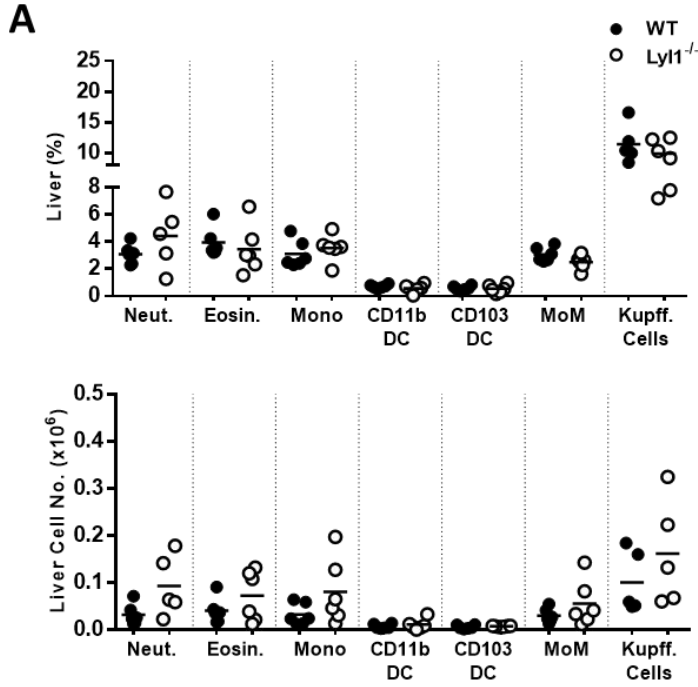 A
WT
Lyl1-/-
Liver (%)
25
20
15
10
8
6
4
2
0
Neut. Eosin. Mono CD11b CD103 MoM Kupff.
DC DC Cells
Liver Cell No. (x10⁶)
0.5
0.4
0.3
0.2
0.1
0.0
Neut. Eosin. Mono CD11b CD103 MoM Kupff.
DC DC Cells